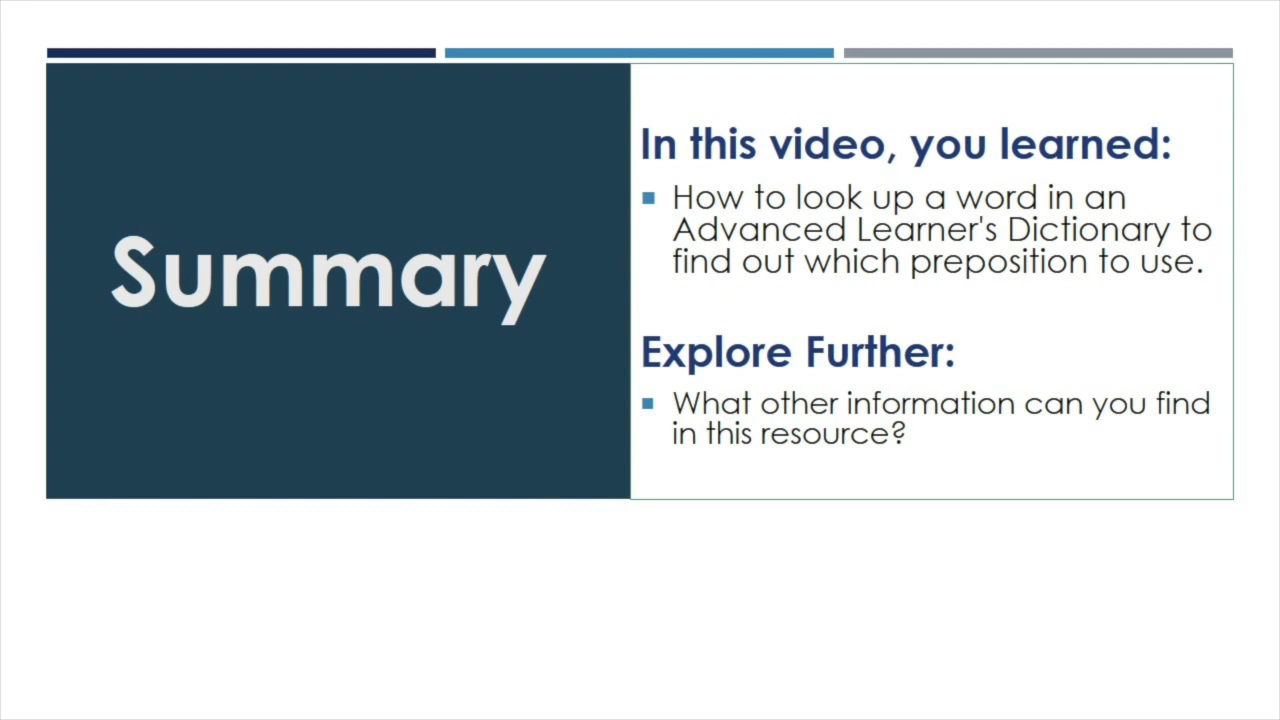 Summary
In this video, you learned:
▪ How to look up a word in an
Advanced Learner's Dictionary to
find out which preposition to use.
Explore Further:
▪ What other information can you find
in this resource?